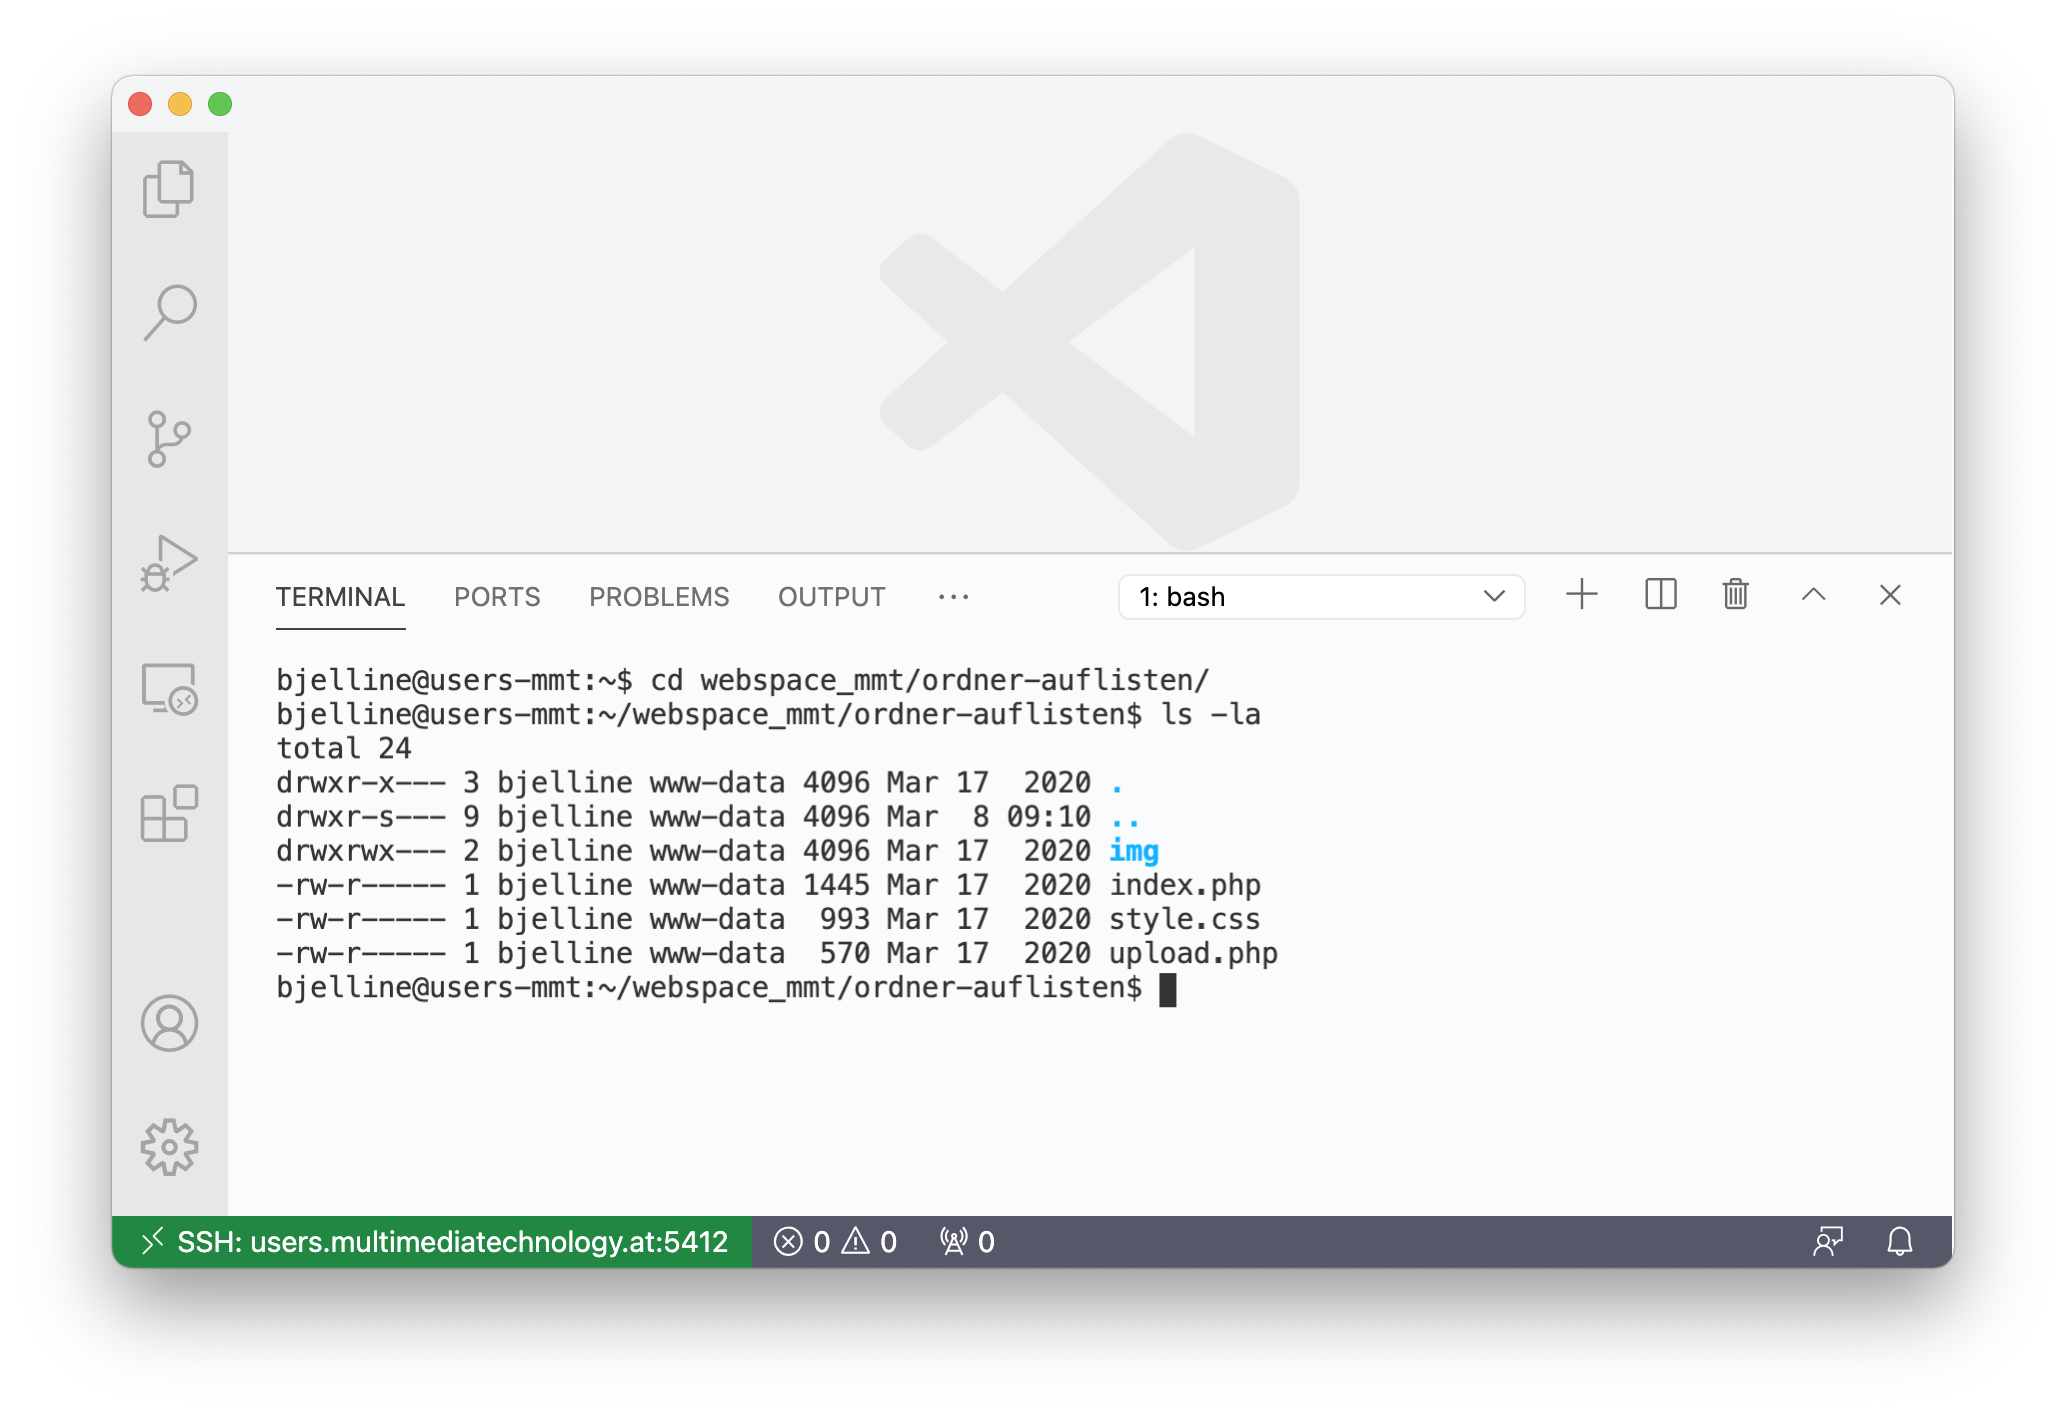 TERMINAL PORTS PROBLEMS OUTPUT ··· 1: bash
bjelline@users-mmt:~$ cd webspace_mmt/ordner-auflisten/
bjelline@users-mmt:~/webspace_mmt/ordner-auflisten$ ls -la
total 24
drwxr-x--- 3 bjelline www-data 4096 Mar 17  2020 .
drwxr-s--- 9 bjelline www-data 4096 Mar  8 09:10 ..
drwxrwx--- 2 bjelline www-data 4096 Mar 17  2020 img
-rw-r----- 1 bjelline www-data 1445 Mar 17  2020 index.php
-rw-r----- 1 bjelline www-data  993 Mar 17  2020 style.css
-rw-r----- 1 bjelline www-data  570 Mar 17  2020 upload.php
bjelline@users-mmt:~/webspace_mmt/ordner-auflisten$
SSH: users.multimediatechnology.at:5412 0 0 0